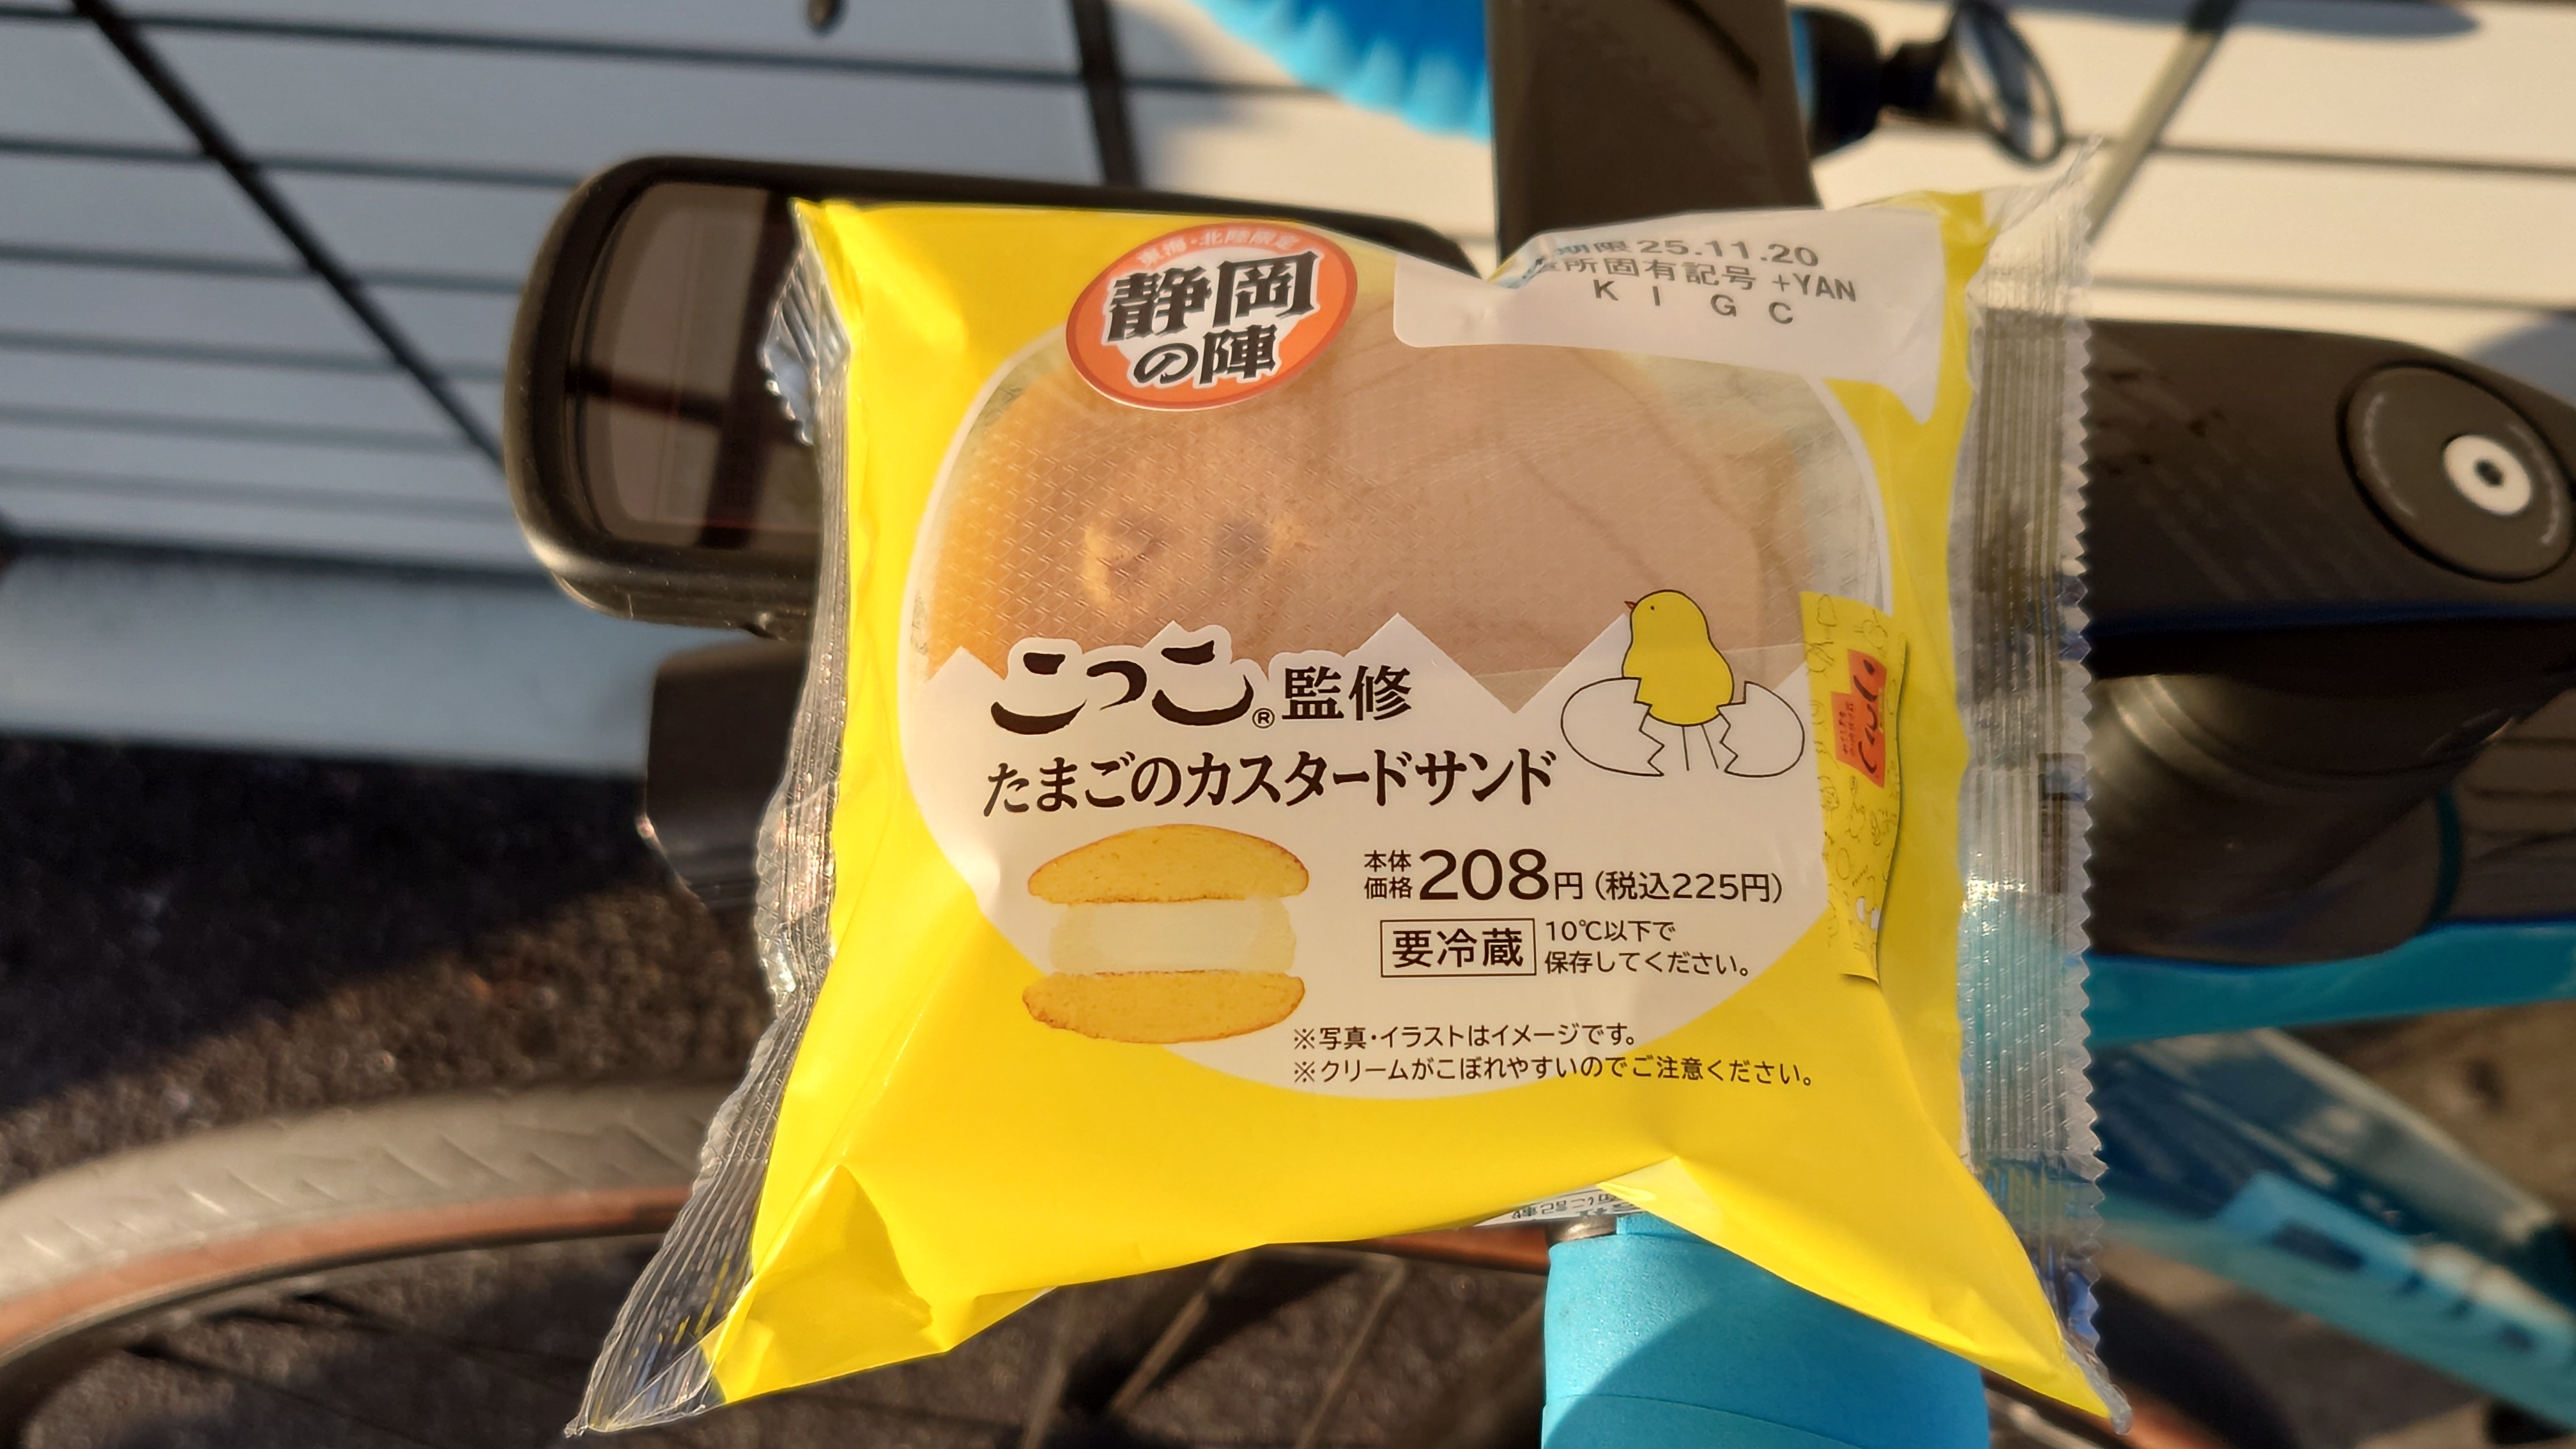 東海・北陸限定
静岡
の陣
期限 25.11.20
所固有記号 +YAN
K I G C
こっこ® 監修
たまごのカスタードサンド
本体価格 208円 (税込225円)
要冷蔵 10℃以下で
保存してください。
※写真・イラストはイメージです。
※クリームがこぼれやすいのでご注意ください。
こっこ